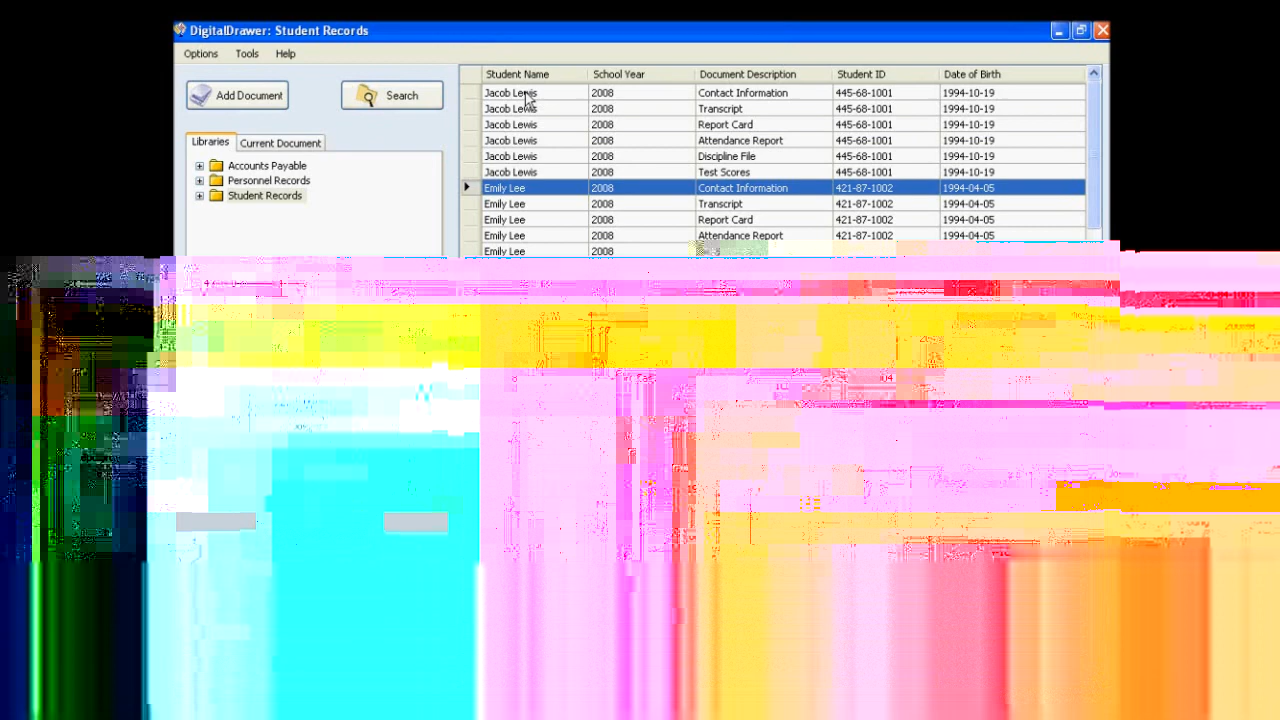 DigitalDrawer: Student Records
Options Tools Help
Add Document Search
Libraries Current Document
Accounts Payable
Personnel Records
Student Records
Student Name School Year Document Description Student ID Date of Birth
Jacob Lewis 2008 Contact Information 445-68-1001 1994-10-19
Jacob Lewis 2008 Transcript 445-68-1001 1994-10-19
Jacob Lewis 2008 Report Card 445-68-1001 1994-10-19
Jacob Lewis 2008 Attendance Report 445-68-1001 1994-10-19
Jacob Lewis 2008 Discipline File 445-68-1001 1994-10-19
Jacob Lewis 2008 Test Scores 445-68-1001 1994-10-19
Emily Lee 2008 Contact Information 421-87-1002 1994-04-05
Emily Lee 2008 Transcript 421-87-1002 1994-04-05
Emily Lee 2008 Report Card 421-87-1002 1994-04-05
Emily Lee 2008 Attendance Report 421-87-1002 1994-04-05
Emily Lee 2008